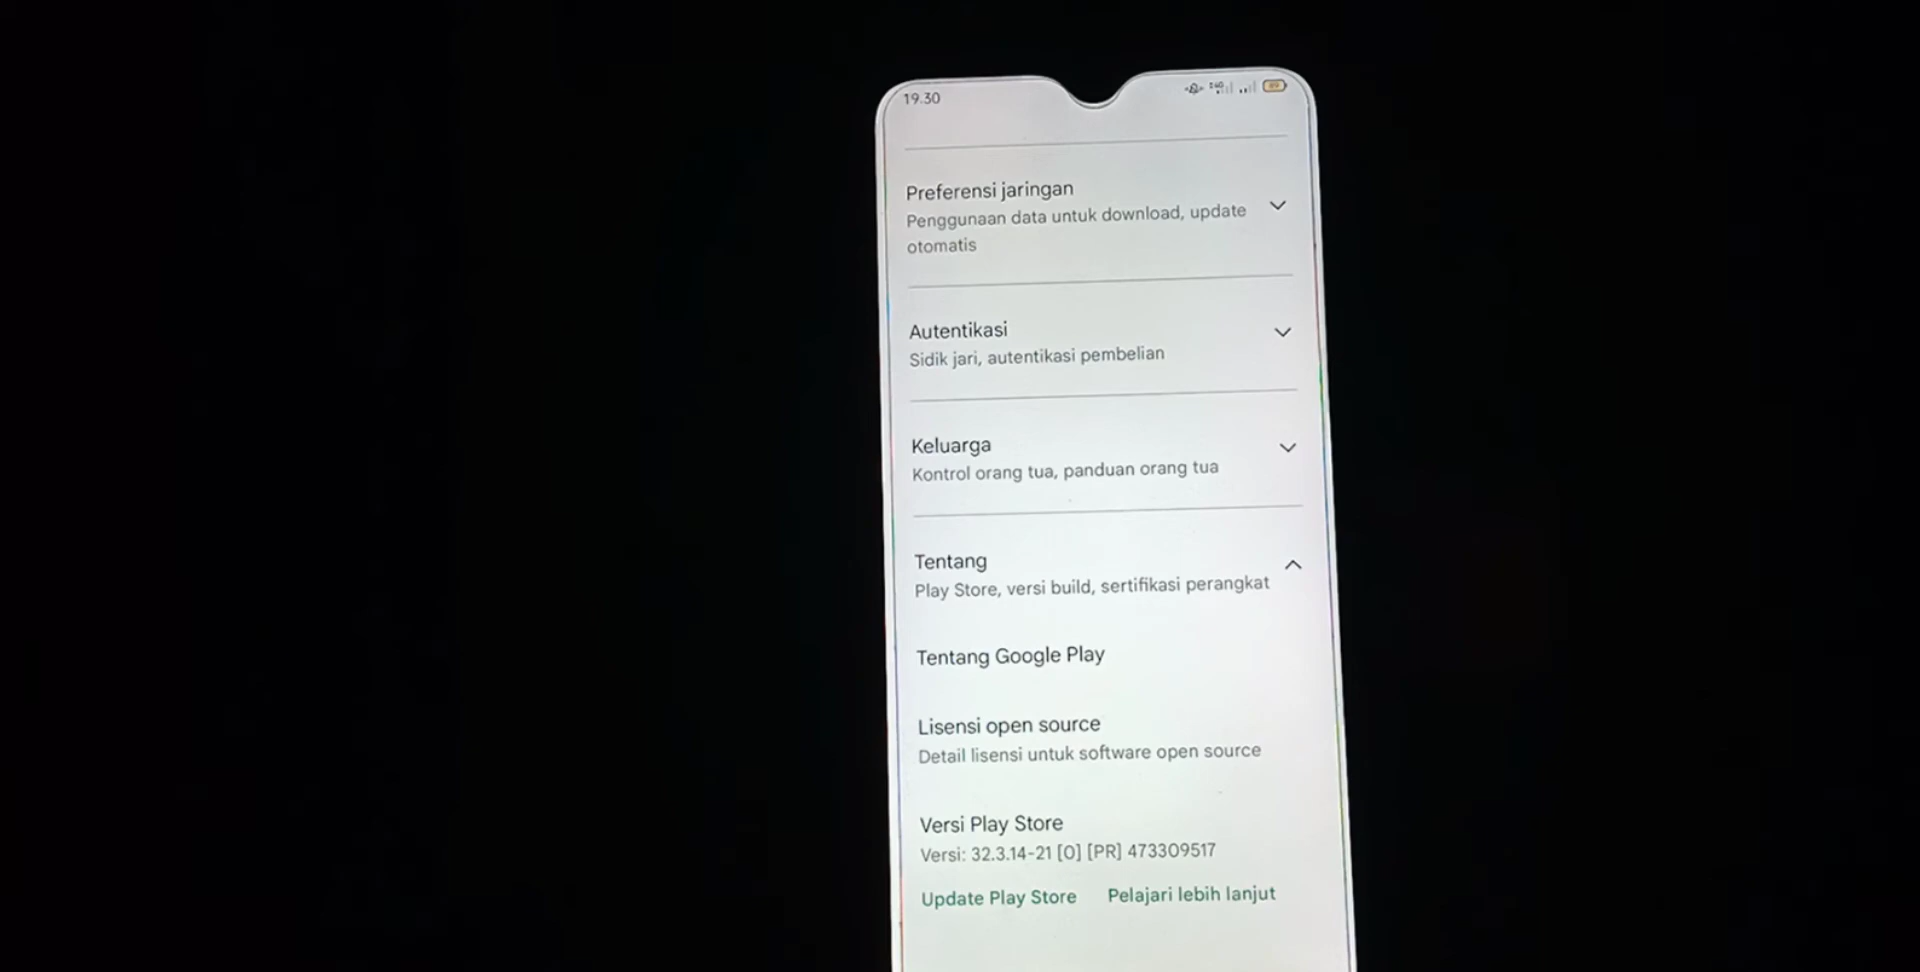 19.30
Preferensi jaringan
Penggunaan data untuk download, update
otomatis
Autentikasi
Sidik jari, autentikasi pembelian
Keluarga
Kontrol orang tua, panduan orang tua
Tentang
Play Store, versi build, sertifikasi perangkat
Tentang Google Play
Lisensi open source
Detail lisensi untuk software open source
Versi Play Store
Versi: 32.3.14-21 [0] [PR] 473309517
Update Play Store Pelajari lebih lanjut